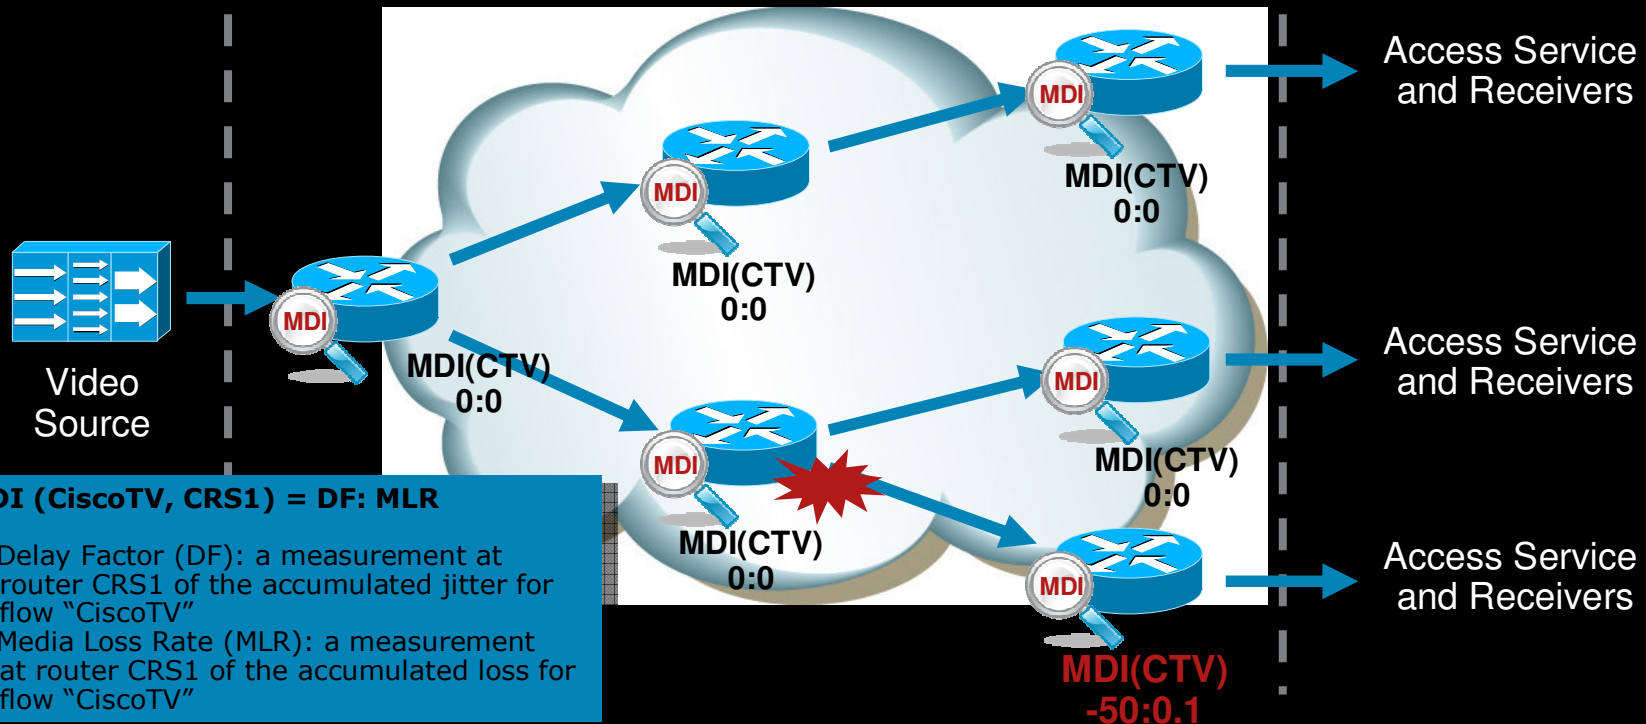 MDI
Access Service
and Receivers
MDI(CTV)
0:0
MDI
MDI(CTV)
0:0
Video
Source
MDI
MDI(CTV)
0:0
MDI
Access Service
and Receivers
MDI(CTV)
0:0
MDI
MDI(CTV)
0:0
MDI
Access Service
and Receivers
MDI(CTV)
-50:0.1
DI (CiscoTV, CRS1) = DF: MLR
Delay Factor (DF): a measurement at
router CRS1 of the accumulated jitter for
flow “CiscoTV”
Media Loss Rate (MLR): a measurement
at router CRS1 of the accumulated loss for
flow “CiscoTV”